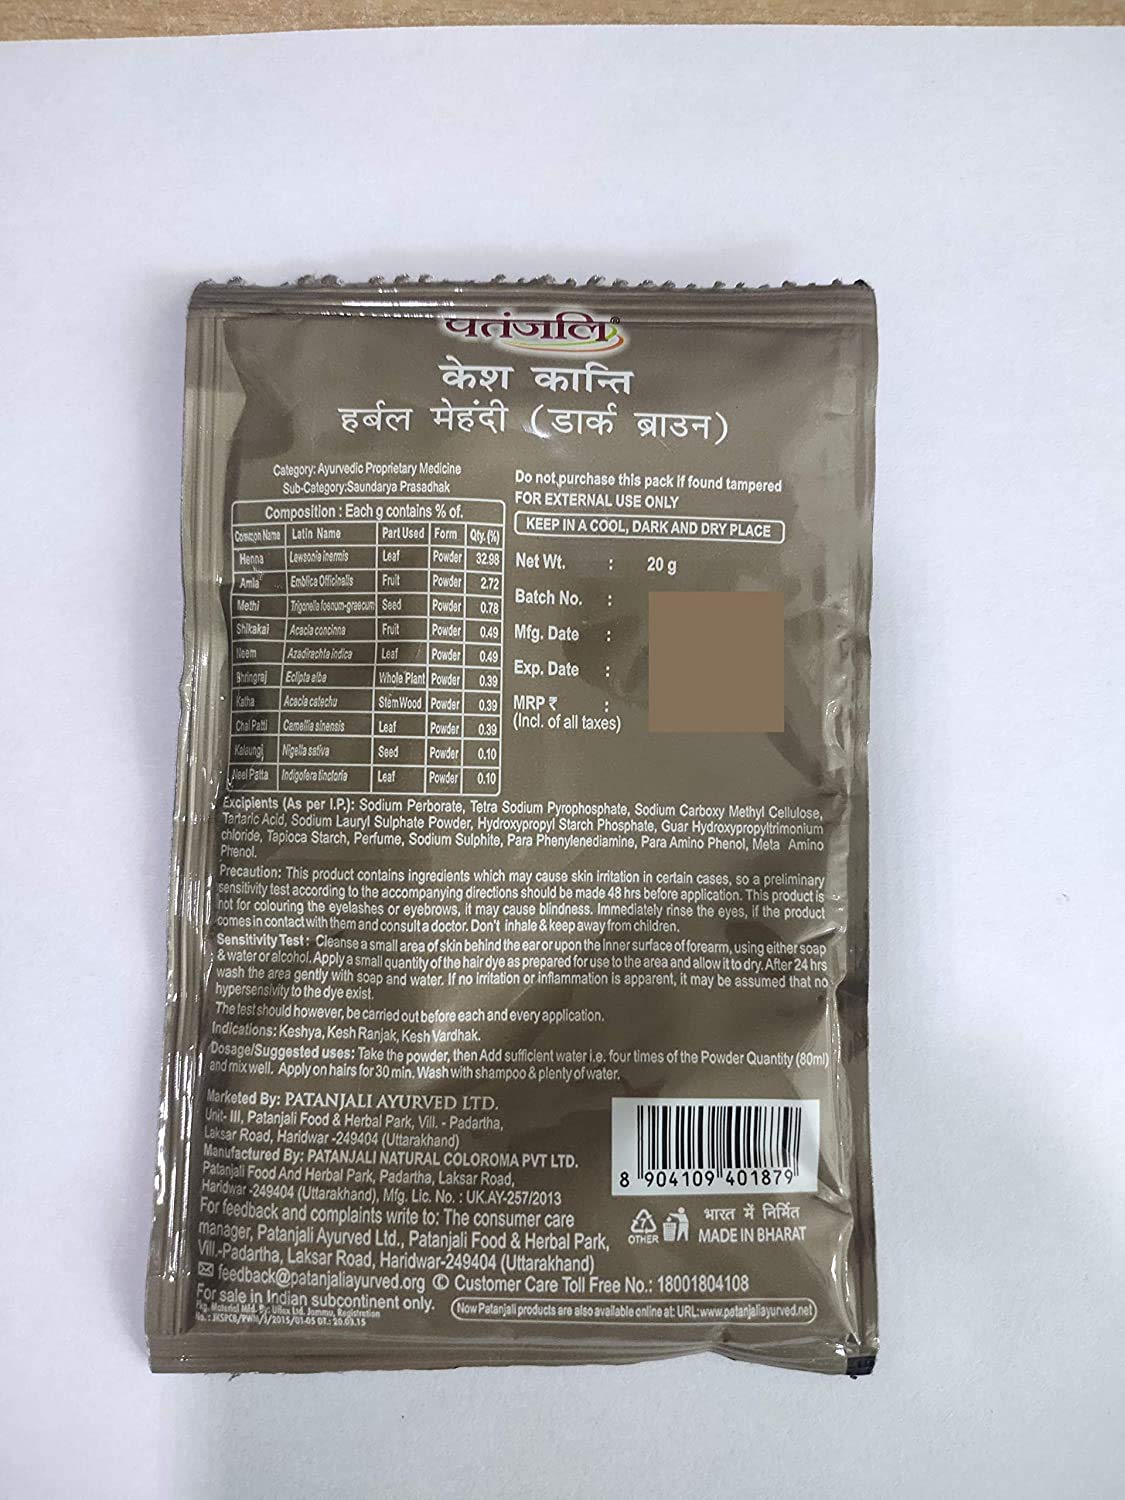 पतंजलि®
केश कान्ति
हर्बल मेहंदी (डार्क ब्राउन)
Category: Ayurvedic Proprietary Medicine
Sub-Category:Saundarya Prasadhak
Composition : Each g contains % of.
Common Name Latin Name Part Used Form Qty. (%)
Henna Lawsonia inermis Leaf Powder 32.98
Amla Emblica Officinalis Fruit Powder 2.72
Methi Trigonella foenum-graecum Seed Powder 0.78
Shikakai Acacia concinna Fruit Powder 0.49
Neem Azadirachta indica Leaf Powder 0.49
Bhringraj Eclipta alba Whole Plant Powder 0.39
Katha Acacia catechu Stem Wood Powder 0.39
Chai Patti Camellia sinensis Leaf Powder 0.39
Kalaungi Nigella sativa Seed Powder 0.10
Neel Patta Indigofera tinctoria Leaf Powder 0.10
Do not purchase this pack if found tampered
FOR EXTERNAL USE ONLY
KEEP IN A COOL, DARK AND DRY PLACE
Net Wt. : 20 g
Batch No. :
Mfg. Date :
Exp. Date :
MRP ₹ :
(Incl. of all taxes)
Excipients (As per I.P.): Sodium Perborate, Tetra Sodium Pyrophosphate, Sodium Carboxy Methyl Cellulose,
Tartaric Acid, Sodium Lauryl Sulphate Powder, Hydroxypropyl Starch Phosphate, Guar Hydroxypropyltrimonium
chloride, Tapioca Starch, Perfume, Sodium Sulphite, Para Phenylenediamine, Para Amino Phenol, Meta Amino
Phenol.
Precaution: This product contains ingredients which may cause skin irritation in certain cases, so a preliminary
sensitivity test according to the accompanying directions should be made 48 hrs before application. This product is
not for colouring the eyelashes or eyebrows, it may cause blindness. Immediately rinse the eyes, if the product
comes in contact with them and consult a doctor. Don't inhale & keep away from children.
Sensitivity Test: Cleanse a small area of skin behind the ear or upon the Inner surface of forearm, using either soap
& water or alcohol. Apply a small quantity of the hair dye as prepared for use to the area and allow it to dry. After 24 hrs
wash the area gently with soap and water. If no irritation or inflammation is apparent, it may be assumed that no
hypersensivity to the dye exist.
The test should however, be carried out before each and every application.
Indications: Keshya, Kesh Ranjak, Kesh Vardhak.
Dosage/Suggested uses: Take the powder, then Add sufficient water i.e. four times of the Powder Quantity (80ml)
and mix well. Apply on hairs for 30 min. Wash with shampoo & plenty of water.
Marketed By: PATANJALI AYURVED LTD.
Unit- III, Patanjali Food & Herbal Park, Vill. - Padartha,
Laksar Road, Haridwar -249404 (Uttarakhand)
Manufactured By: PATANJALI NATURAL COLOROMA PVT LTD.
Patanjali Food And Herbal Park, Padartha, Laksar Road,
Haridwar -249404 (Uttarakhand), Mfg. Lic. No. : UK.AY-257/2013
For feedback and complaints write to: The consumer care
manager, Patanjali Ayurved Ltd., Patanjali Food & Herbal Park,
Vill.-Padartha, Laksar Road, Haridwar-249404 (Uttarakhand)
✉ feedback@patanjaliayurved.org ✆ Customer Care Toll Free No.: 18001804108
For sale in Indian subcontinent only.
Pkg. Material Mfd. By: Uflex Ltd. Jammu, Registration
No.: JKSPCB/PWM/J/2015/01-05 DT.: 20.03.15
Now Patanjali products are also available online at: URL:www.patanjaliayurved.net
8 904109 401879
7
OTHER
भारत में निर्मित
MADE IN BHARAT